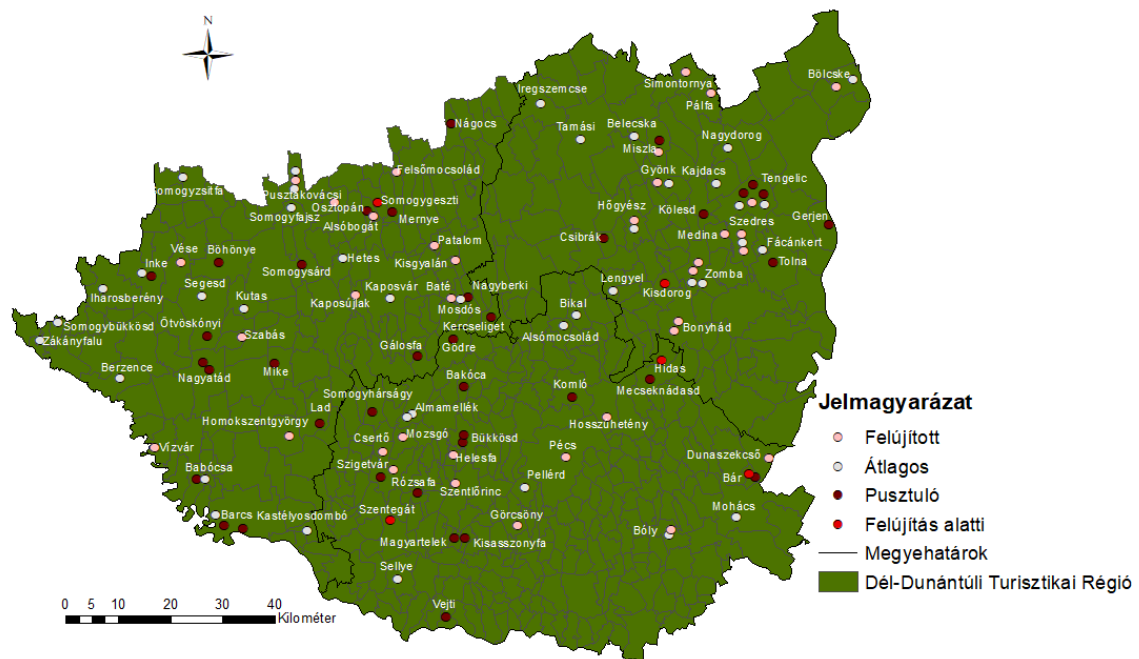 N
Simontornya
Bölcske
Iregszemcse
Pálfa
Nágocs
Tamási
Belecska
Nagydorog
Miszla
Felsőmocsolád
Somogyzsitfa
Gyönk
Kajdacs
Tengelic
Pusztakovácsi
Somogygeszti
Osztopán
Somogyfajsz
Mernye
Hőgyész
Kölesd
Gerjen
Alsóbogát
Szedres
Medina
Csibrák
Patalom
Fácánkert
Vése
Böhönye
Hetes
Kisgyalán
Tolna
Inke
Somogysárd
Zomba
Segesd
Kaposvár
Baté
Nagyberki
Lengyel
Kisdorog
Iharosberény
Kaposújlak
Bikal
Kutas
Mosdós
Somogybükkösd
Ötvöskónyi
Kercseliget
Bonyhád
Szabás
Alsómocsolád
Zákányfalu
Gödre
Gálosfa
Berzence
Nagyatád
Mike
Hidas
Bakóca
Mecseknádasd
Somogyhárságy
Komló
Lad
Almamellék
Homokszentgyörgy
Hosszúhetény
Csertő
Mozsgó
Bükkösd
Vízvár
Pécs
Helesfa
Dunaszekcső
Szigetvár
Babócsa
Rózsafa
Pellérd
Bár
Szentlőrinc
Szentegát
Mohács
Barcs
Kastélyosdombó
Görcsöny
Bóly
Magyartelek
Kisasszonyfa
Sellye
Vejti
0 5 10 20 30 40
Kilométer
Jelmagyarázat
Felújított
Átlagos
Pusztuló
Felújítás alatti
Megyehatárok
Dél-Dunántúli Turisztikai Régió